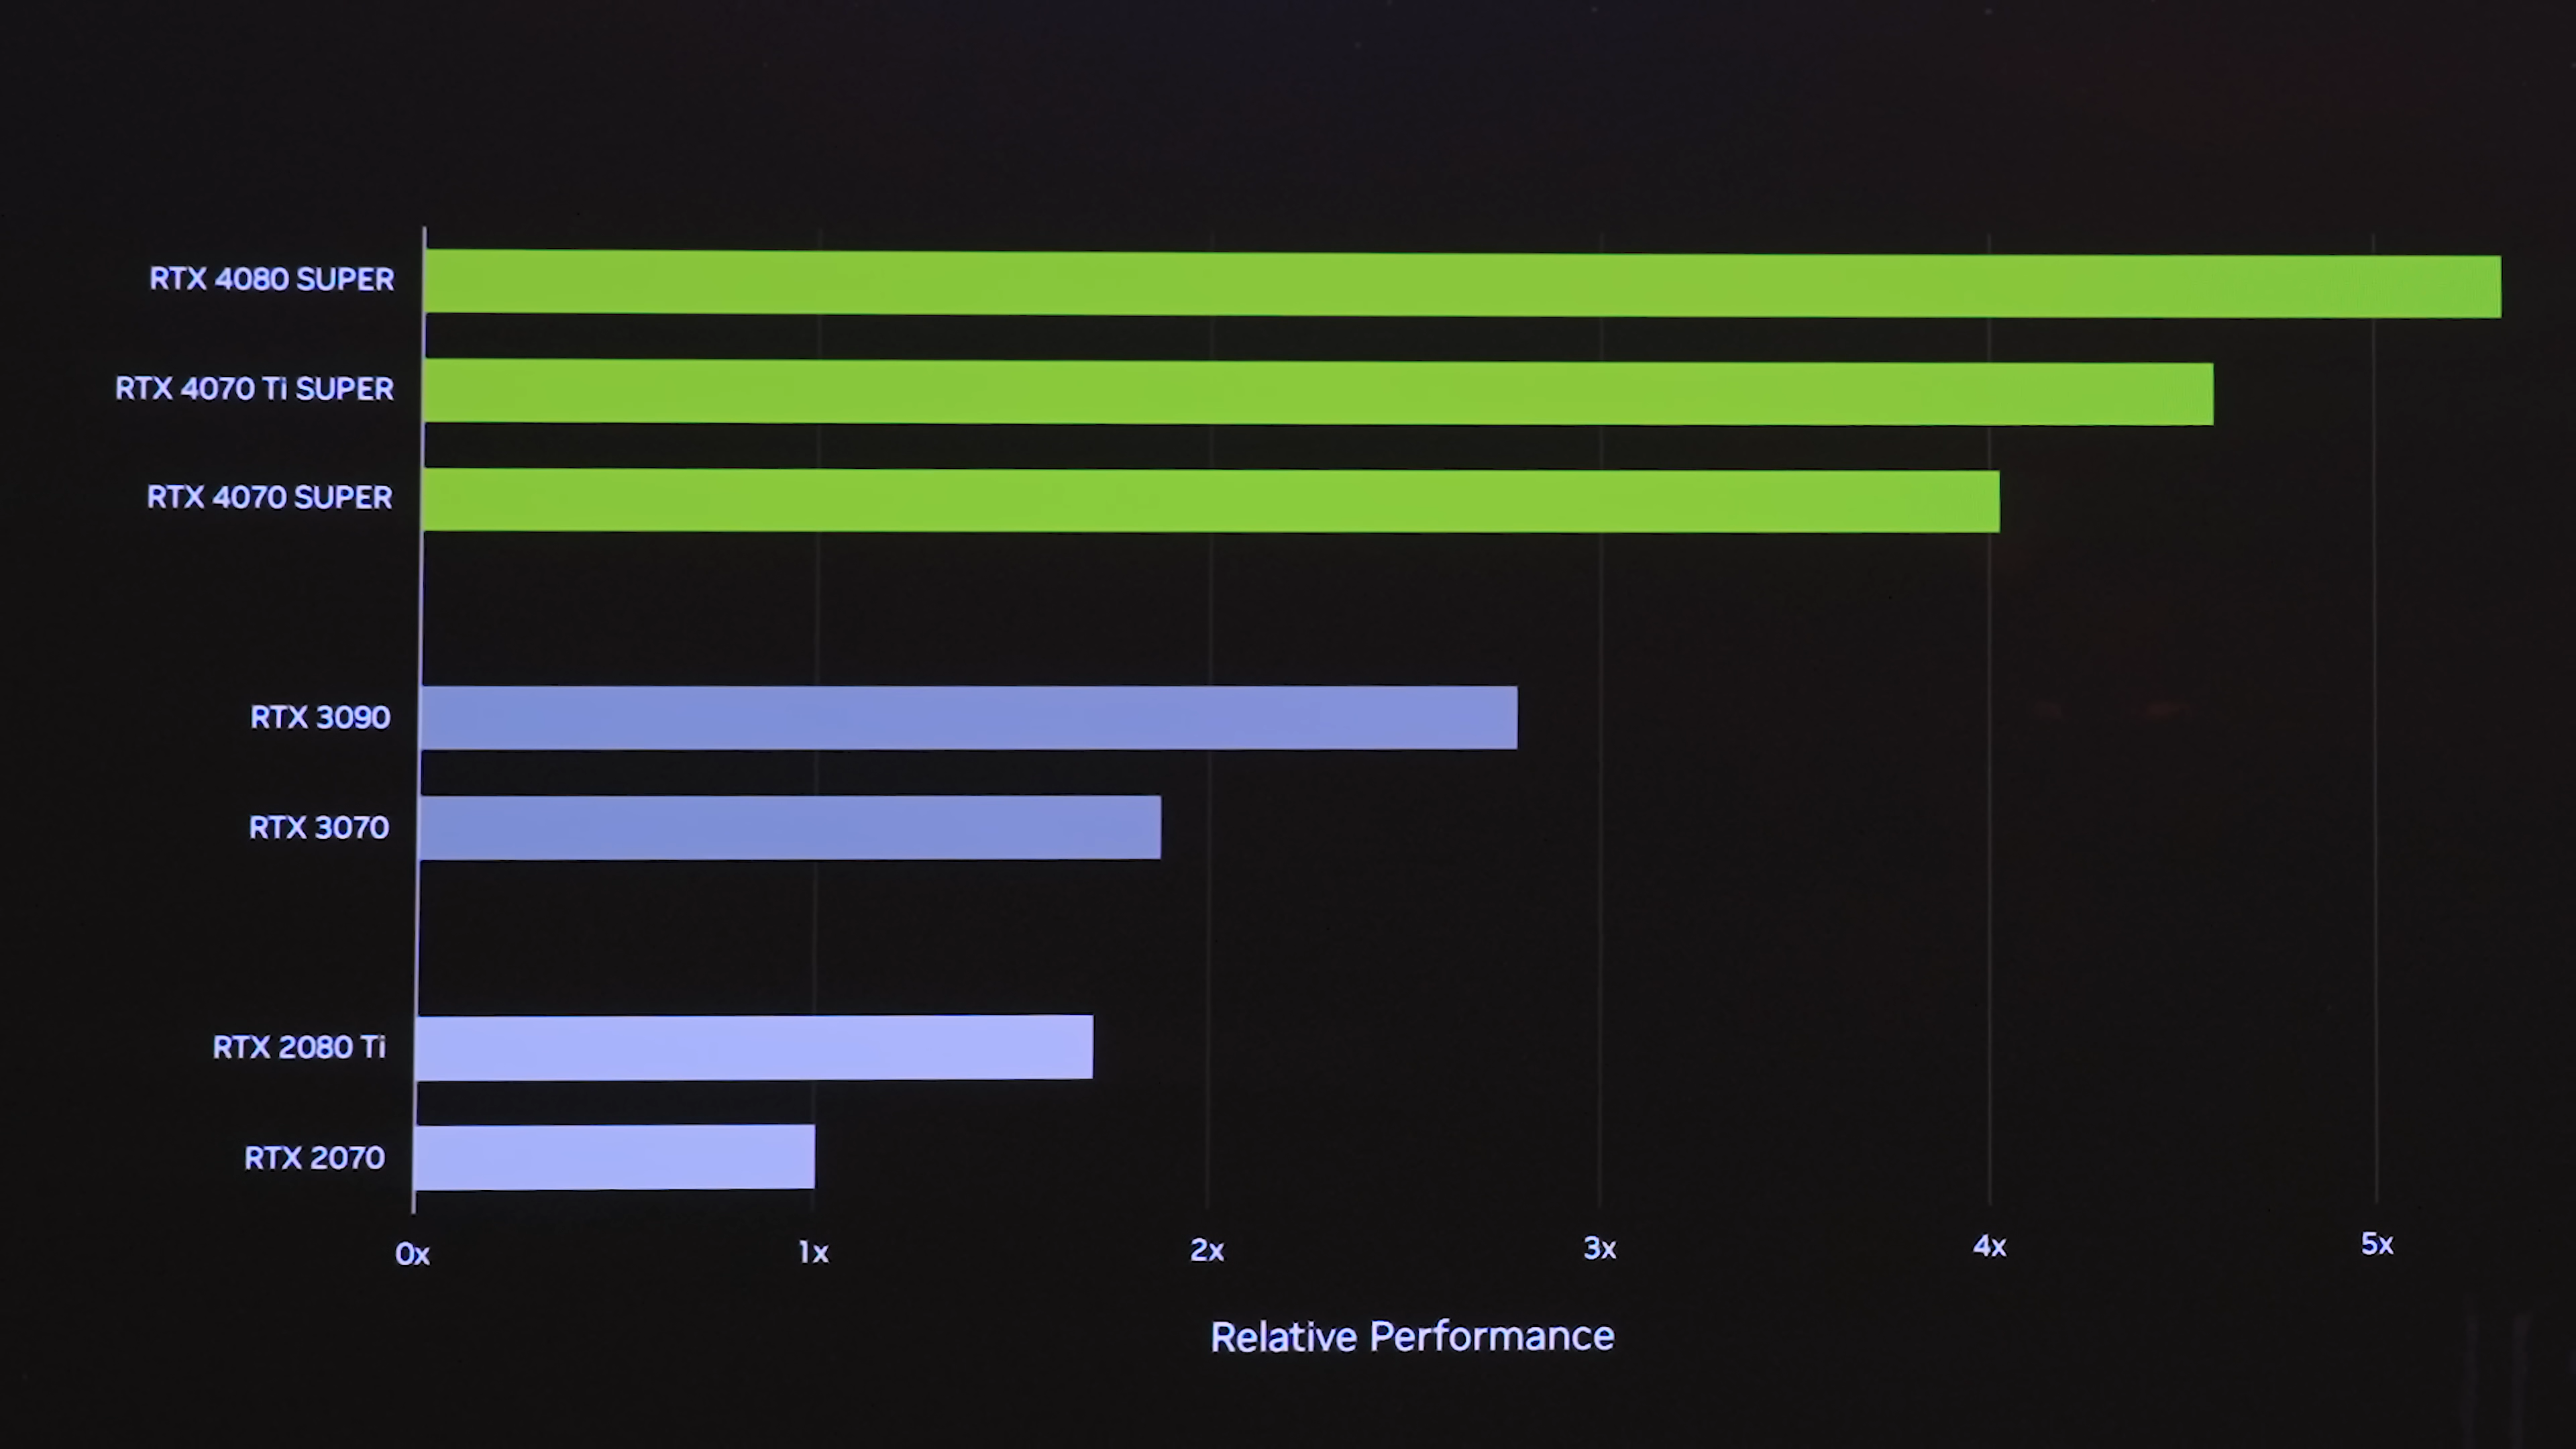 RTX 4080 SUPER
RTX 4070 Ti SUPER
RTX 4070 SUPER
RTX 3090
RTX 3070
RTX 2080 Ti
RTX 2070
0x 1x 2x 3x 4x 5x
Relative Performance